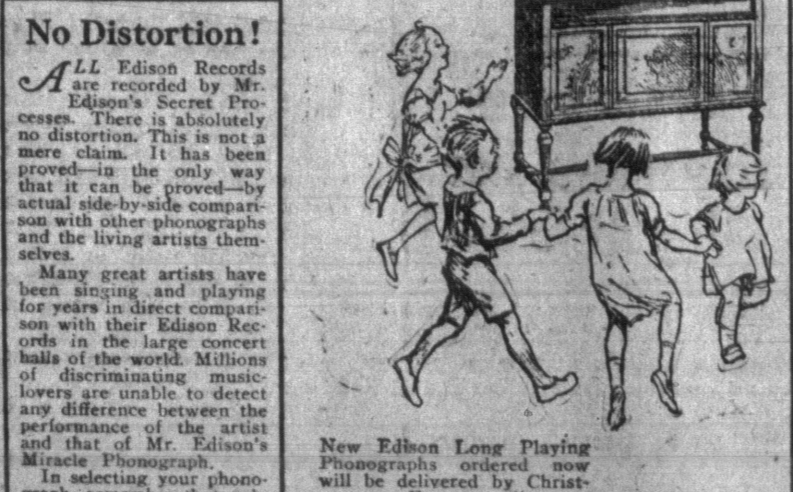 No Distortion!
ALL Edison Records
are recorded by Mr.
Edison's Secret Pro-
cesses. There is absolutely
no distortion. This is not a
mere claim. It has been
proved—in the only way
that it can be proved—by
actual side-by-side compari-
son with other phonographs
and the living artists them-
selves.
Many great artists have
been singing and playing
for years in direct compari-
son with their Edison Rec-
ords in the large concert
halls of the world. Millions
of discriminating music-
lovers are unable to detect
any difference between the
performance of the artist
and that of Mr. Edison's
Miracle Phonograph.
In selecting your phono-
New Edison Long Playing
Phonographs ordered now
will be delivered by Christ-